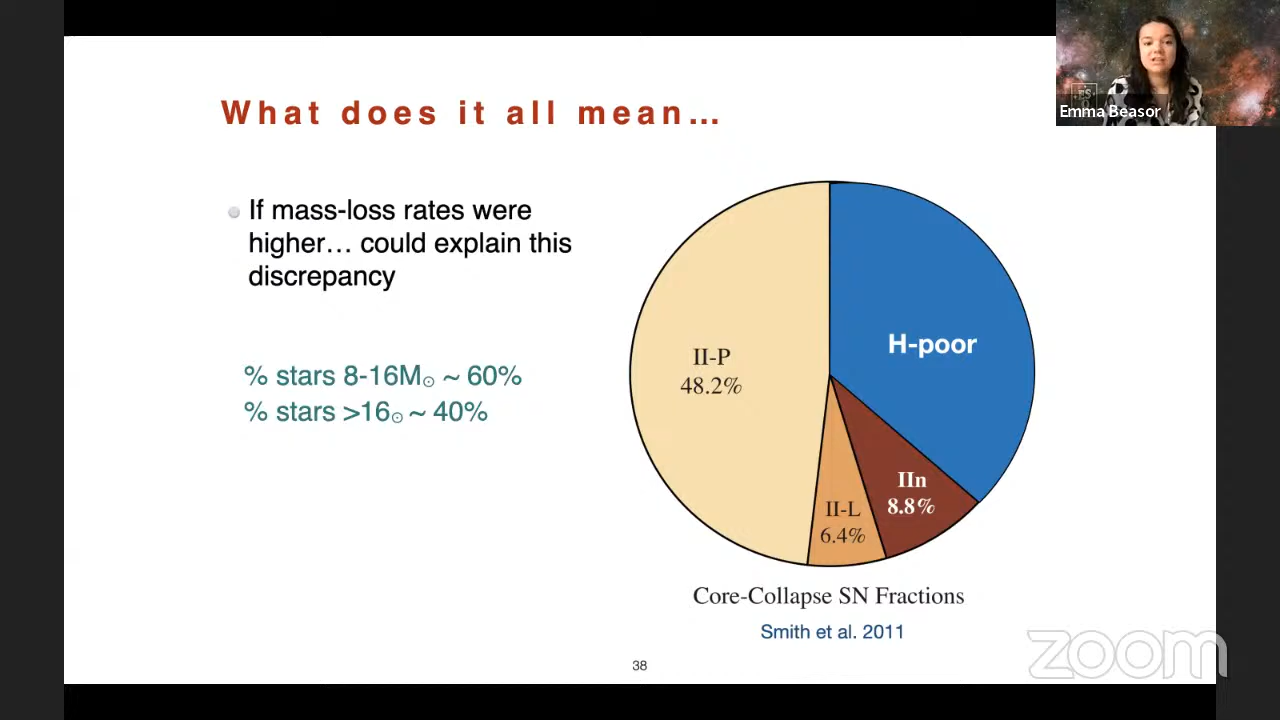 What does it all mean…
If mass-loss rates were
higher… could explain this
discrepancy
% stars 8-16M☉ ~ 60%
% stars >16☉ ~ 40%
II-P
48.2%
H-poor
IIn
8.8%
II-L
6.4%
Core-Collapse SN Fractions
Smith et al. 2011
38
Emma Beasor
zoom